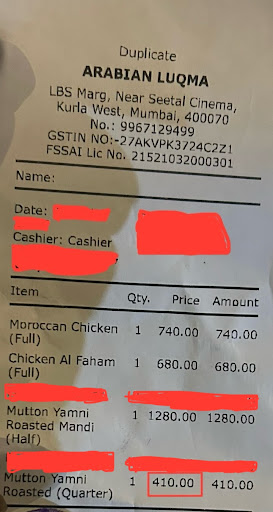 Duplicate
ARABIAN LUQMA
LBS Marg, Near Seetal Cinema,
Kurla West, Mumbai, 400070
No.: 9967129499
GSTIN NO:-27AKVPK3724C2Z1
FSSAI Lic No. 21521032000301
Name:
Date:
Cashier: Cashier
Item Qty. Price Amount
Moroccan Chicken 1 740.00 740.00
(Full)
Chicken Al Faham 1 680.00 680.00
(Full)
Mutton Yamni 1 1280.00 1280.00
Roasted Mandi
(Half)
Mutton Yamni 1 410.00 410.00
Roasted (Quarter)